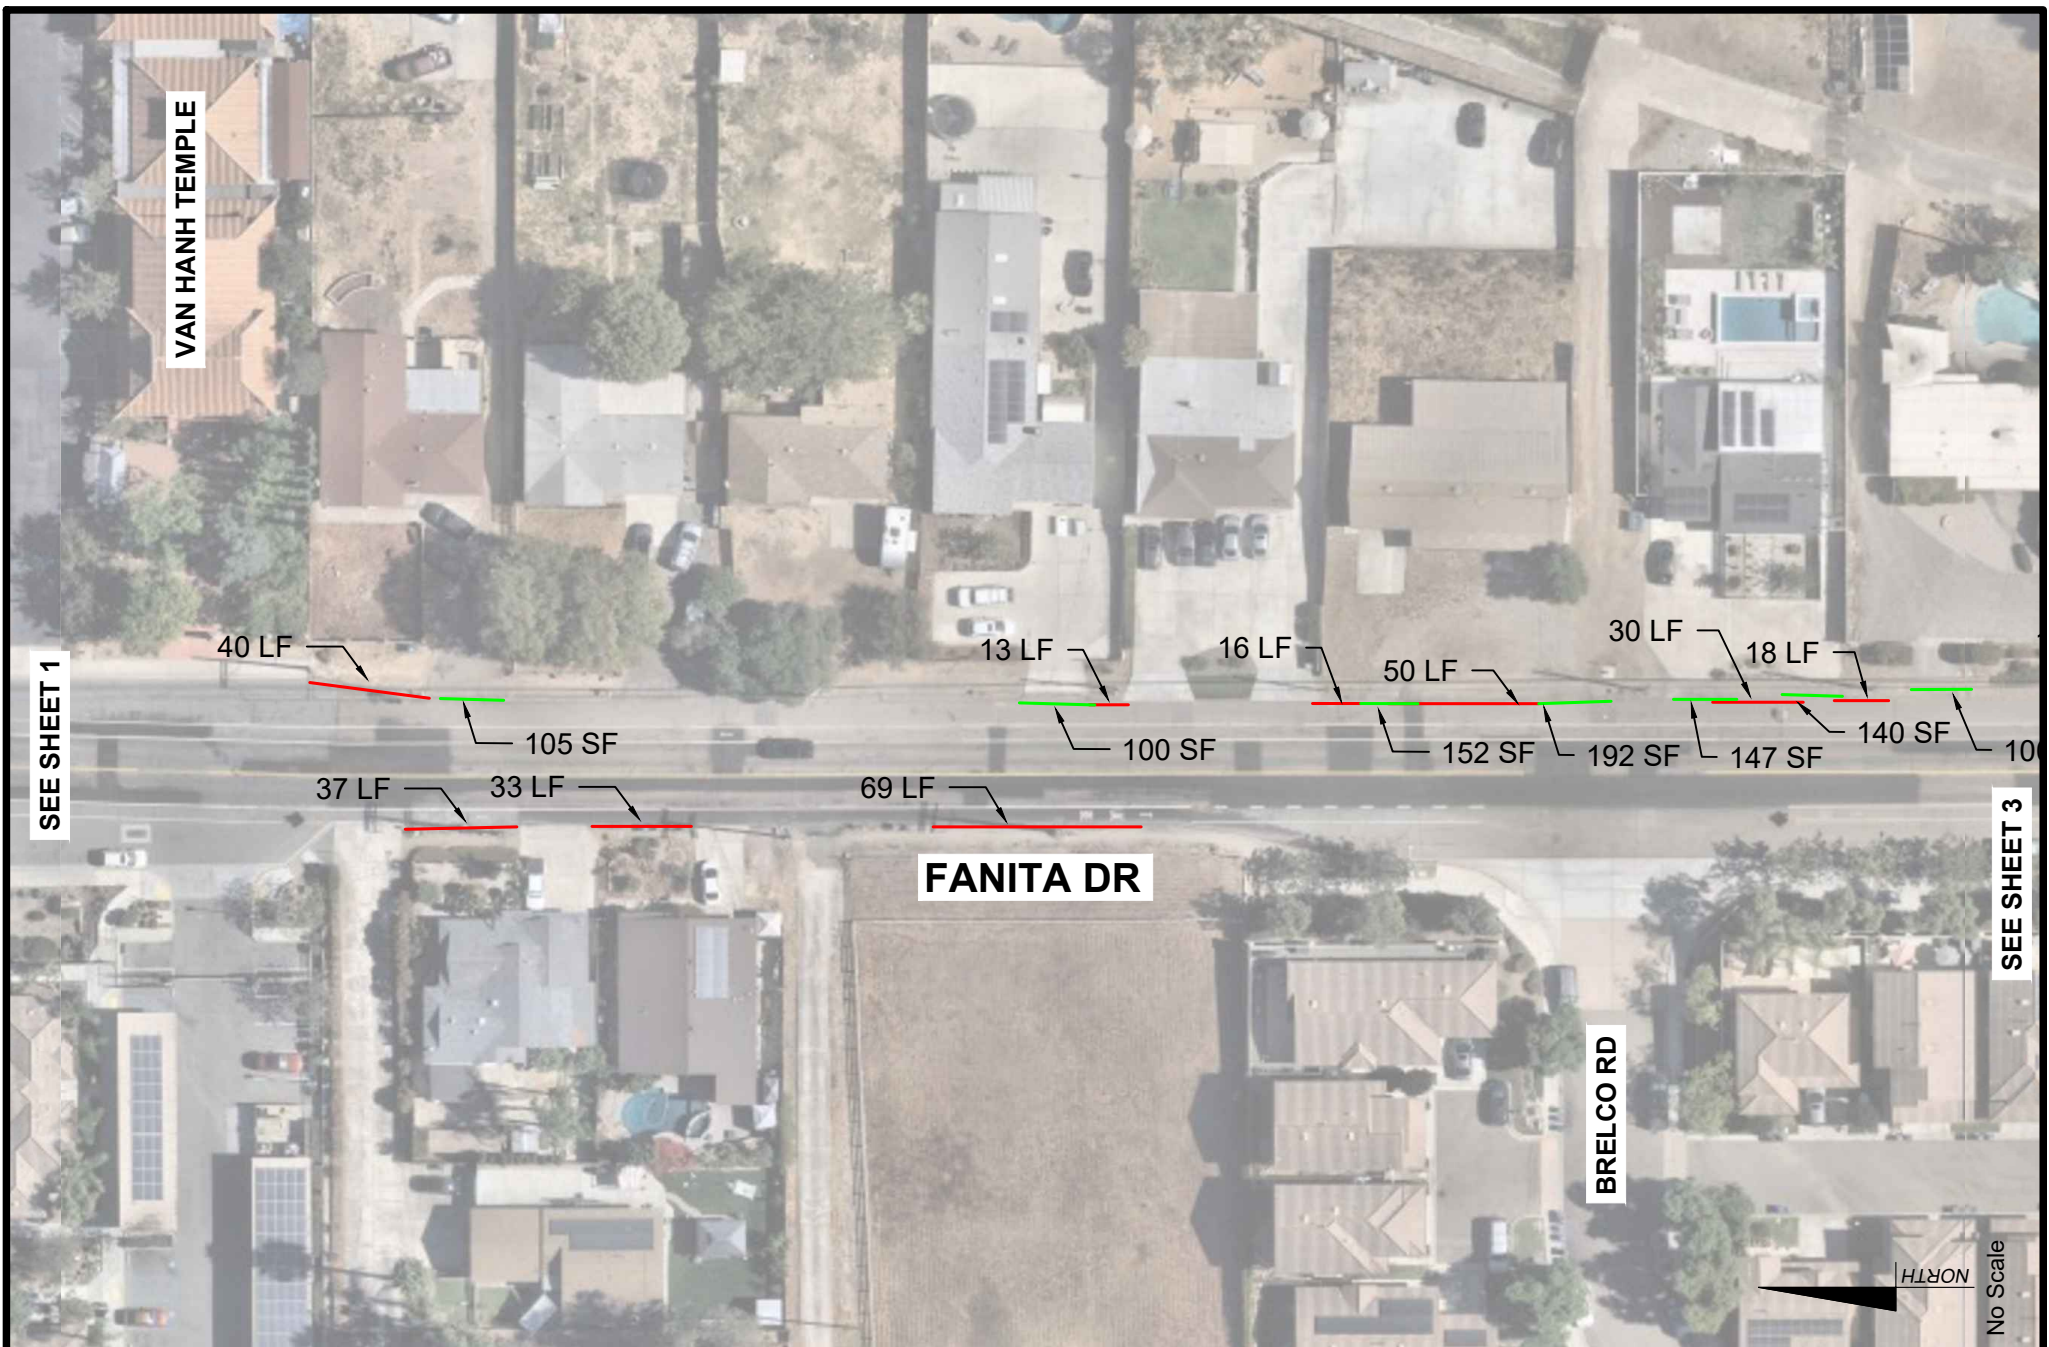 VAN HANH TEMPLE
SEE SHEET 1
40 LF
13 LF
16 LF
50 LF
30 LF
18 LF
105 SF
100 SF
152 SF
192 SF
147 SF
140 SF
37 LF
33 LF
69 LF
FANITA DR
SEE SHEET 3
BRELCO RD
NORTH
No Scale